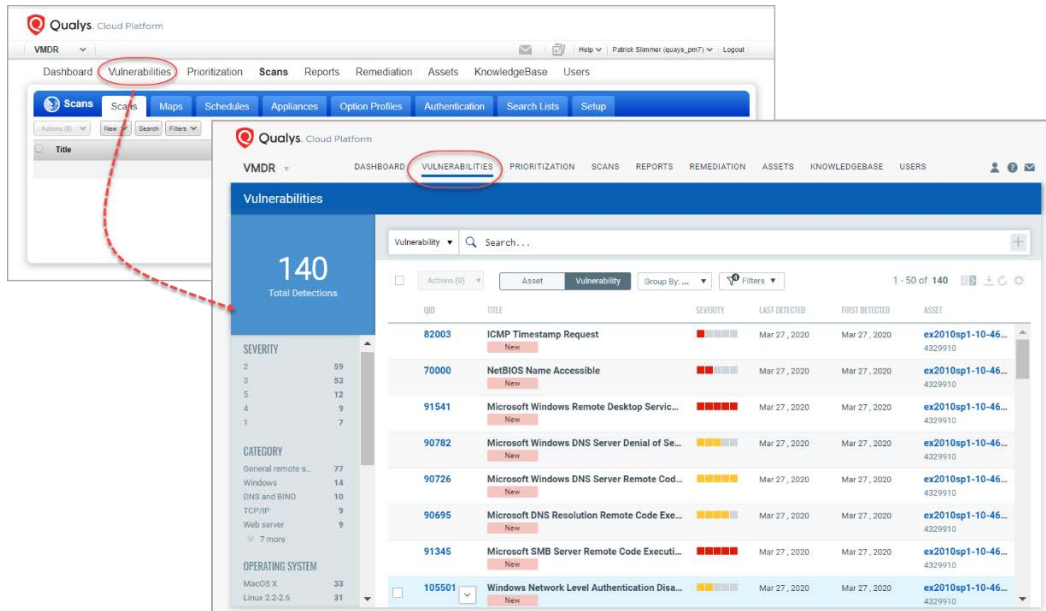 Qualys. Cloud Platform
VMDR
Help Patrick Slimmer (quays_pm7) Logout
Dashboard Vulnerabilities Prioritization Scans Reports Remediation Assets KnowledgeBase Users
Scans Scans Maps Schedules Appliances Option Profiles Authentication Search Lists Setup
Actions (0) New Search Filters
Title
Qualys. Cloud Platform
VMDR DASHBOARD VULNERABILITIES PRIORITIZATION SCANS REPORTS REMEDIATION ASSETS KNOWLEDGEBASE USERS
Vulnerabilities
140
Total Detections
Vulnerability Search...
Actions (0) Asset Vulnerability Group By: ... 4 Filters 1 - 50 of 140
QID TITLE SEVERITY LAST DETECTED FIRST DETECTED ASSET
82003 ICMP Timestamp Request Mar 27, 2020 Mar 27, 2020 ex2010sp1-10-46...
New 4329910
70000 NetBIOS Name Accessible Mar 27, 2020 Mar 27, 2020 ex2010sp1-10-46...
New 4329910
91541 Microsoft Windows Remote Desktop Servic... Mar 27, 2020 Mar 27, 2020 ex2010sp1-10-46...
New 4329910
90782 Microsoft Windows DNS Server Denial of Se... Mar 27, 2020 Mar 27, 2020 ex2010sp1-10-46...
New 4329910
90726 Microsoft Windows DNS Server Remote Cod... Mar 27, 2020 Mar 27, 2020 ex2010sp1-10-46...
New 4329910
90695 Microsoft DNS Resolution Remote Code Exe... Mar 27, 2020 Mar 27, 2020 ex2010sp1-10-46...
New 4329910
91345 Microsoft SMB Server Remote Code Executi... Mar 27, 2020 Mar 27, 2020 ex2010sp1-10-46...
New 4329910
105501 Windows Network Level Authentication Disa... Mar 27, 2020 Mar 27, 2020 ex2010sp1-10-46...
New 4329910
SEVERITY
2 59
3 53
5 12
4 9
1 7
CATEGORY
General remote s... 77
Windows 14
DNS and BIND 10
TCP/IP 9
Web server 9
7 more
OPERATING SYSTEM
MacOS X 33
Linux 2.2-2.6 31